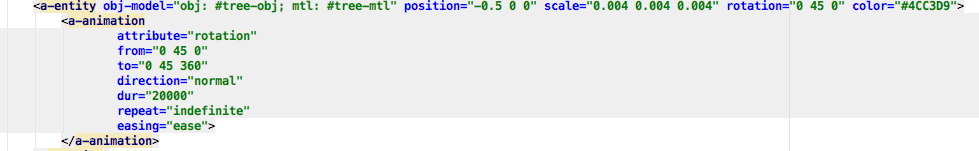 <a-entity obj-model="obj: #tree-obj; mtl: #tree-mtl" position="-0.5 0 0" scale="0.004 0.004 0.004" rotation="0 45 0" color="#4CC3D9">
<a-animation
attribute="rotation"
from="0 45 0"
to="0 45 360"
direction="normal"
dur="20000"
repeat="indefinite"
easing="ease">
</a-animation>